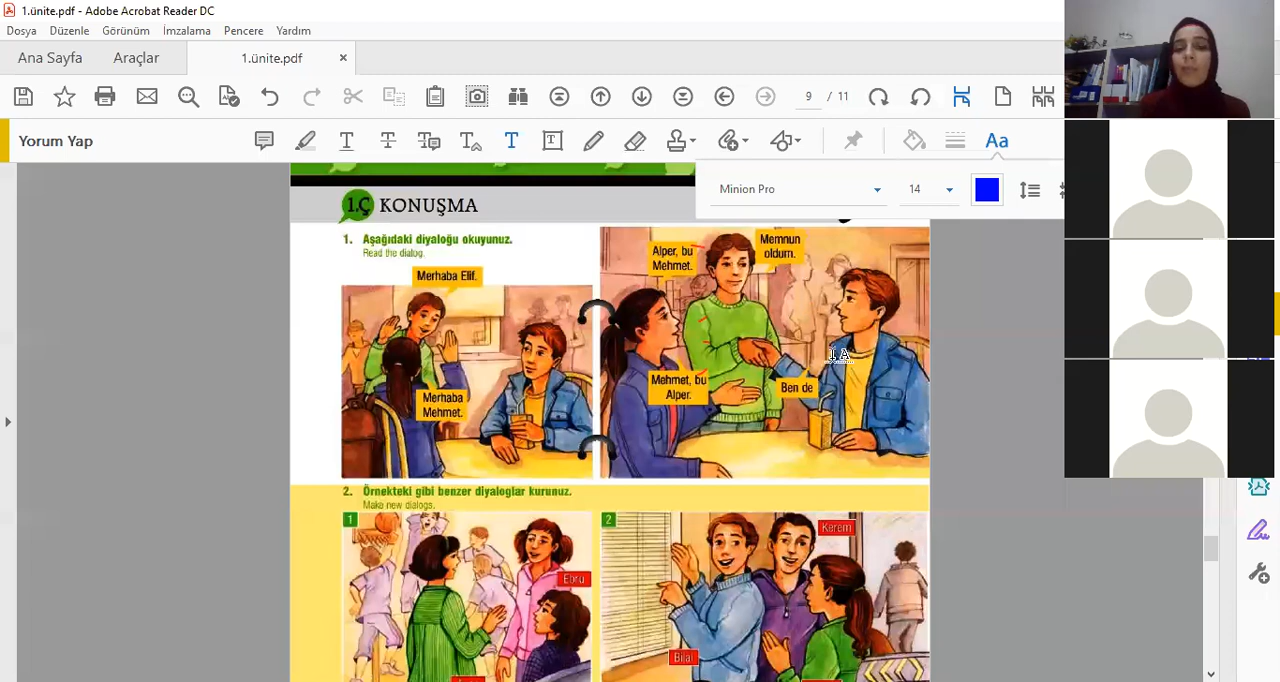 1.ünite.pdf - Adobe Acrobat Reader DC
Dosya Düzenle Görünüm İmzalama Pencere Yardım
Ana Sayfa Araçlar 1.ünite.pdf ×
9 / 11
Yorum Yap
Aa
Minion Pro 14
1.Ç KONUŞMA
1. Aşağıdaki diyaloğu okuyunuz.
Read the dialog.
Merhaba Elif.
Merhaba
Mehmet.
Alper, bu
Mehmet.
Memnun
oldum.
Mehmet, bu
Alper.
Ben de
2. Örnekteki gibi benzer diyaloglar kurunuz.
Make new dialogs.
1
Ebru
2
Kerem
Bilal